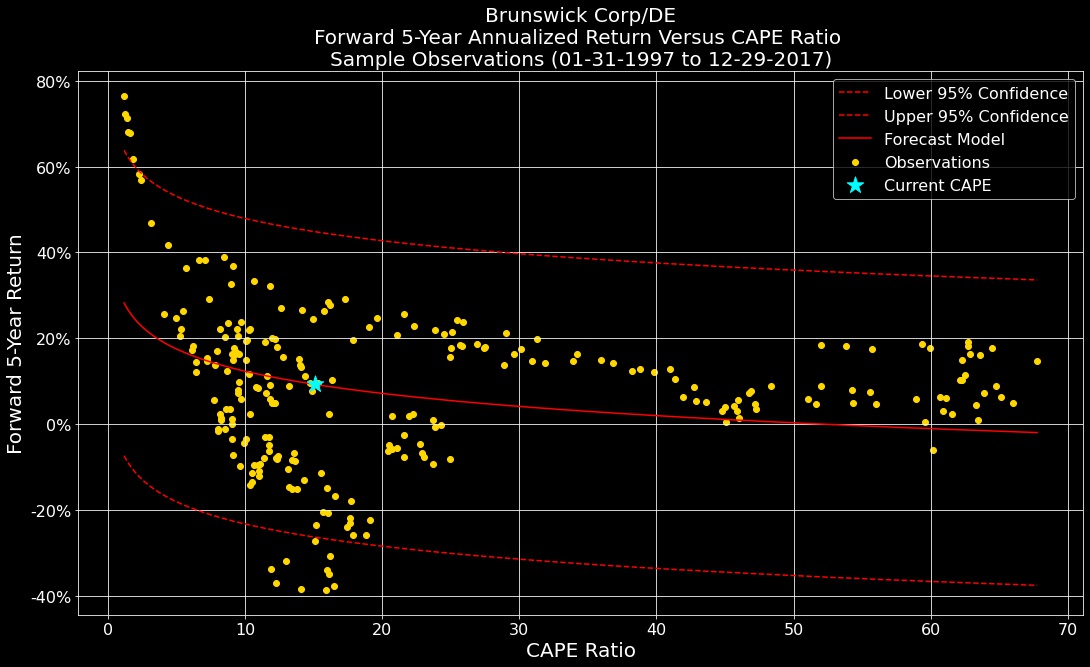 Brunswick Corp/DE
Forward 5-Year Annualized Return Versus CAPE Ratio
Sample Observations (01-31-1997 to 12-29-2017)
Lower 95% Confidence
Upper 95% Confidence
Forecast Model
Observations
Current CAPE
Forward 5-Year Return
80%
60%
40%
20%
0%
-20%
-40%
0 10 20 30 40 50 60 70
CAPE Ratio